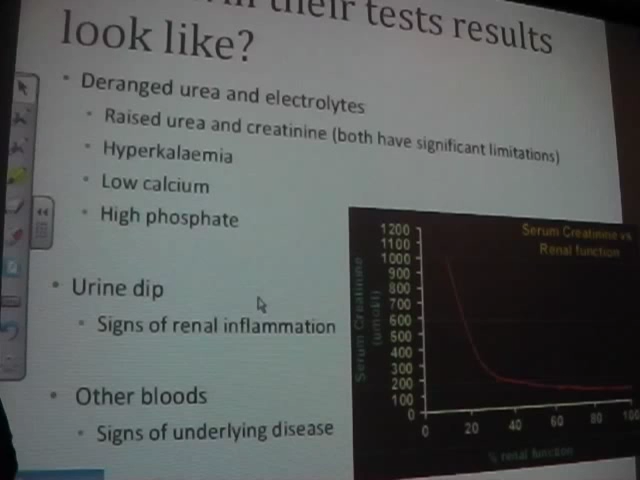 their tests results
look like?
• Deranged urea and electrolytes
• Raised urea and creatinine (both have significant limitations)
• Hyperkalaemia
• Low calcium
• High phosphate
• Urine dip
• Signs of renal inflammation
• Other bloods
• Signs of underlying disease
Serum Creatinine vs
Renal function
Serum Creatinine
(umol/l)
1200
1100
1000
900
800
700
600
500
400
300
200
100
0
0 20 40 60 80 100
% renal function